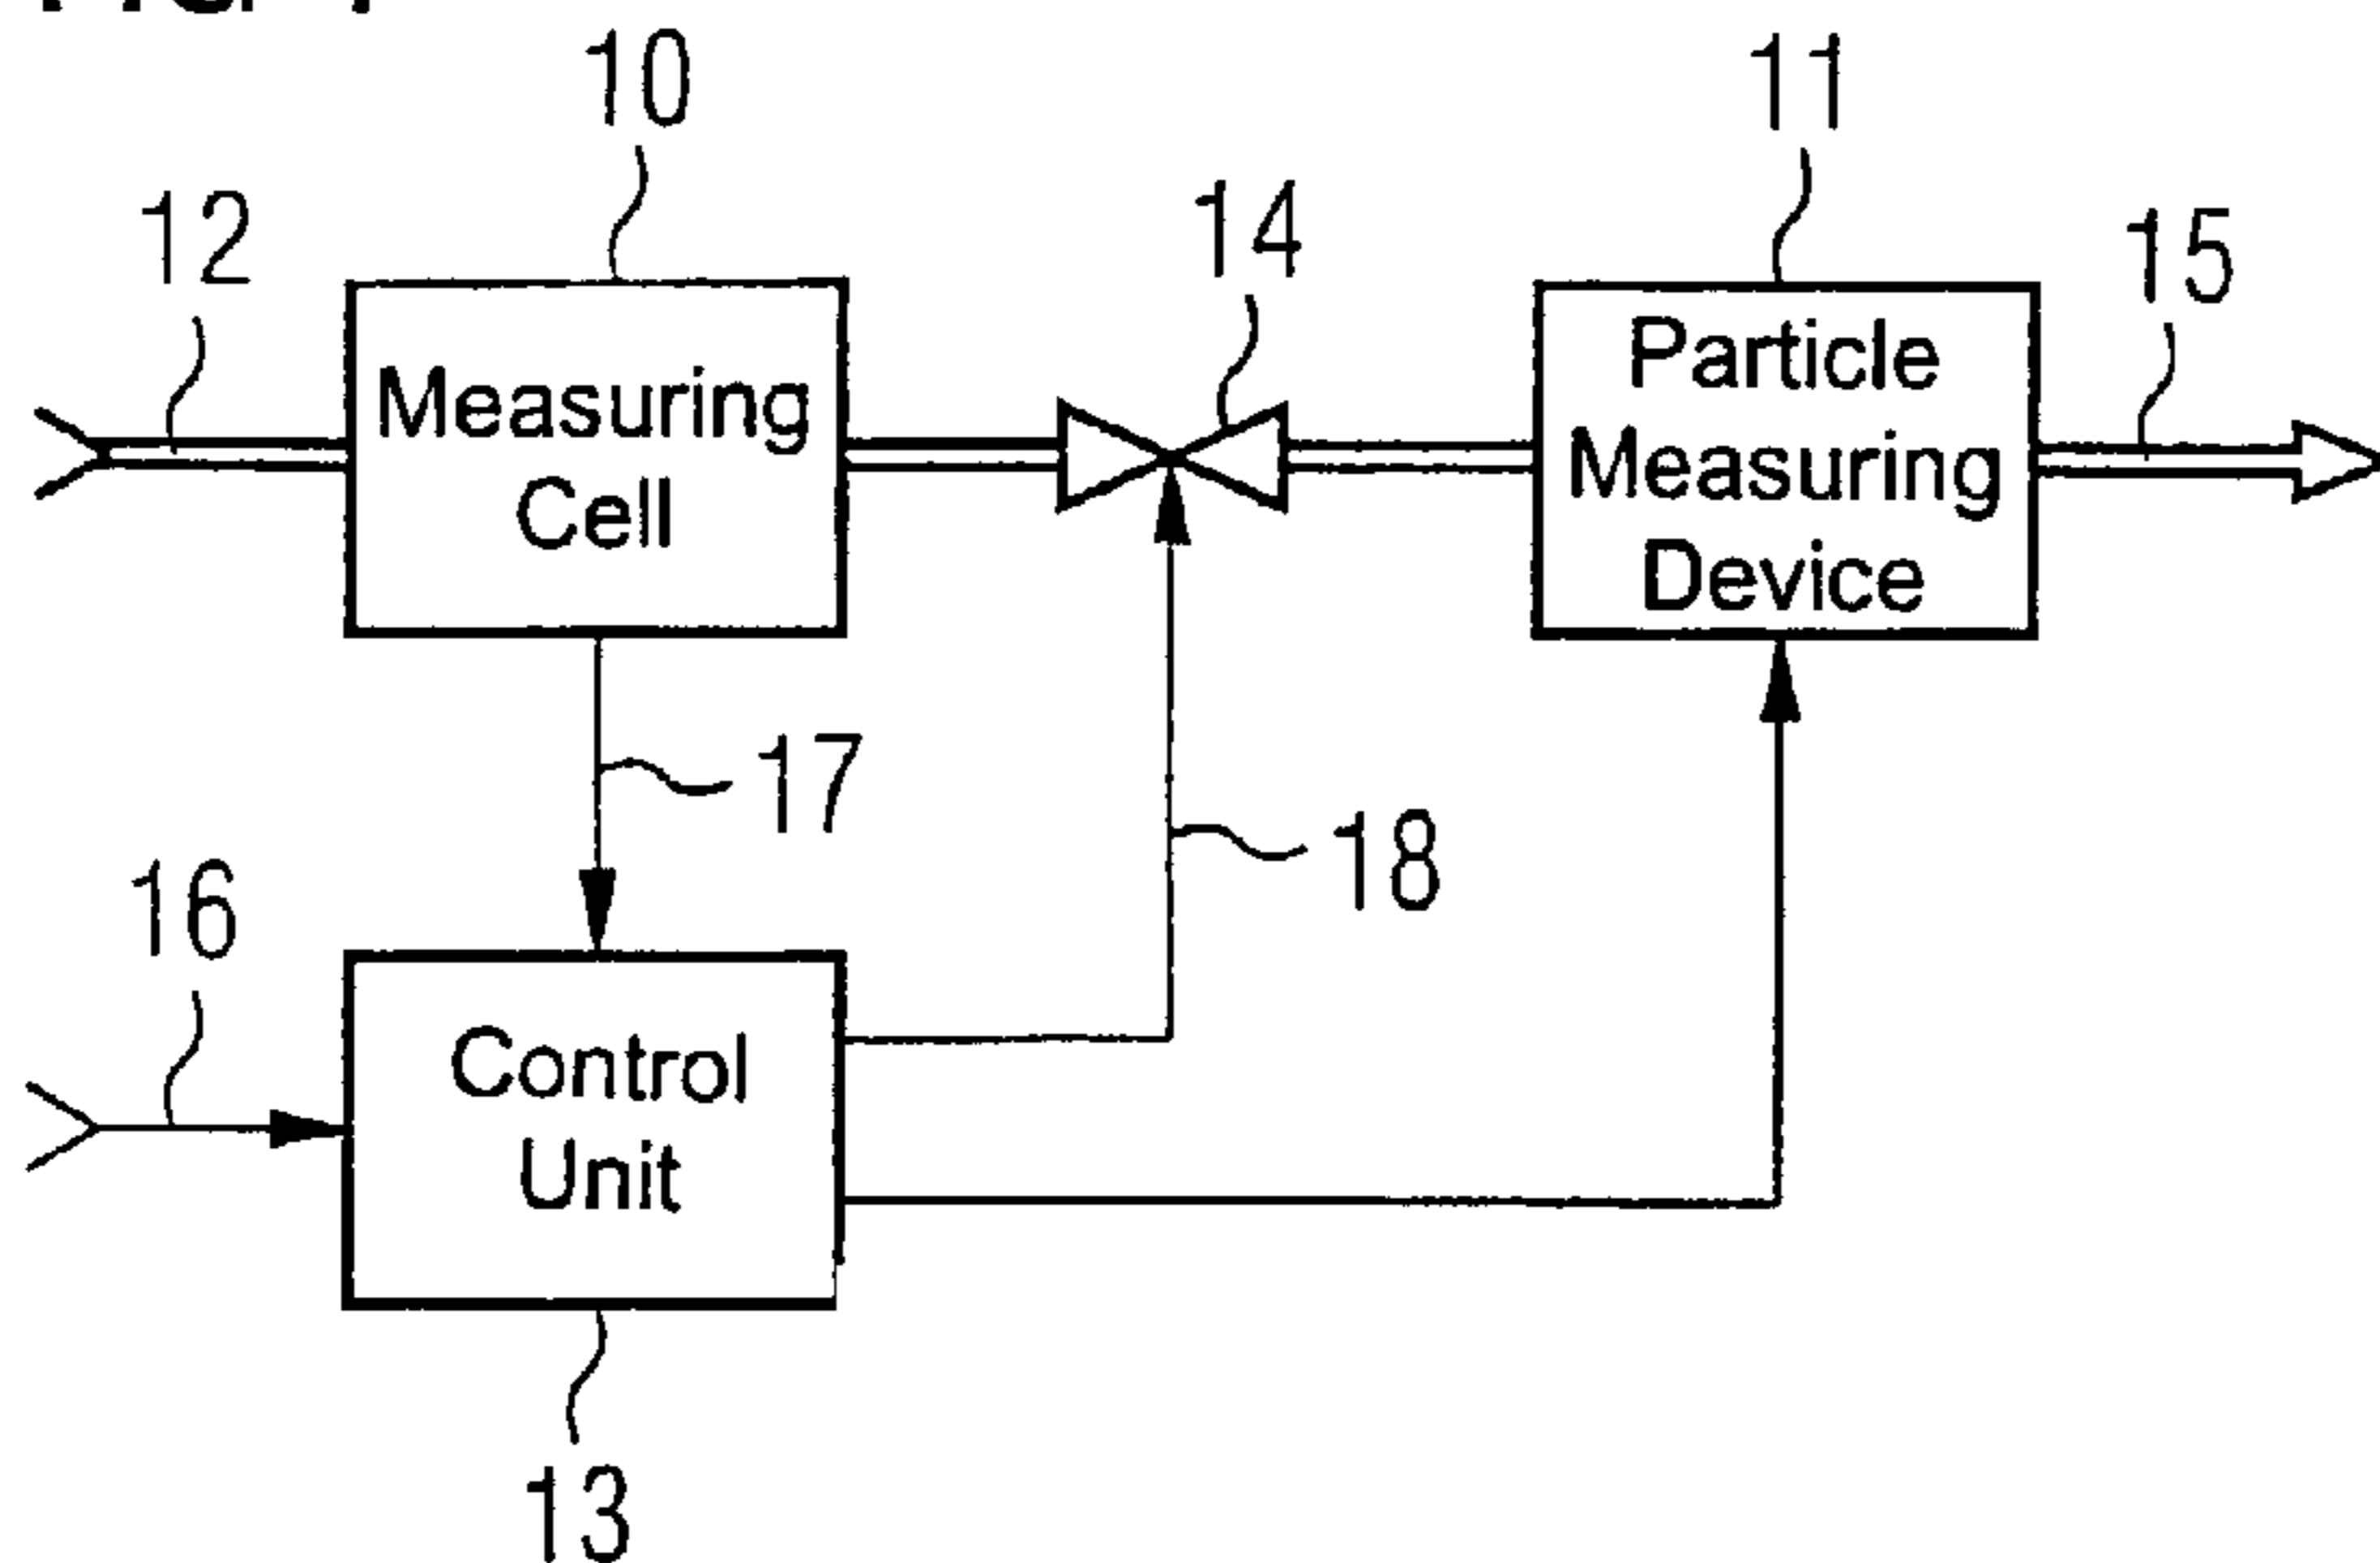 10
11
12
14
15
Measuring
Cell
Particle
Measuring
Device
17
18
16
Control
Unit
13